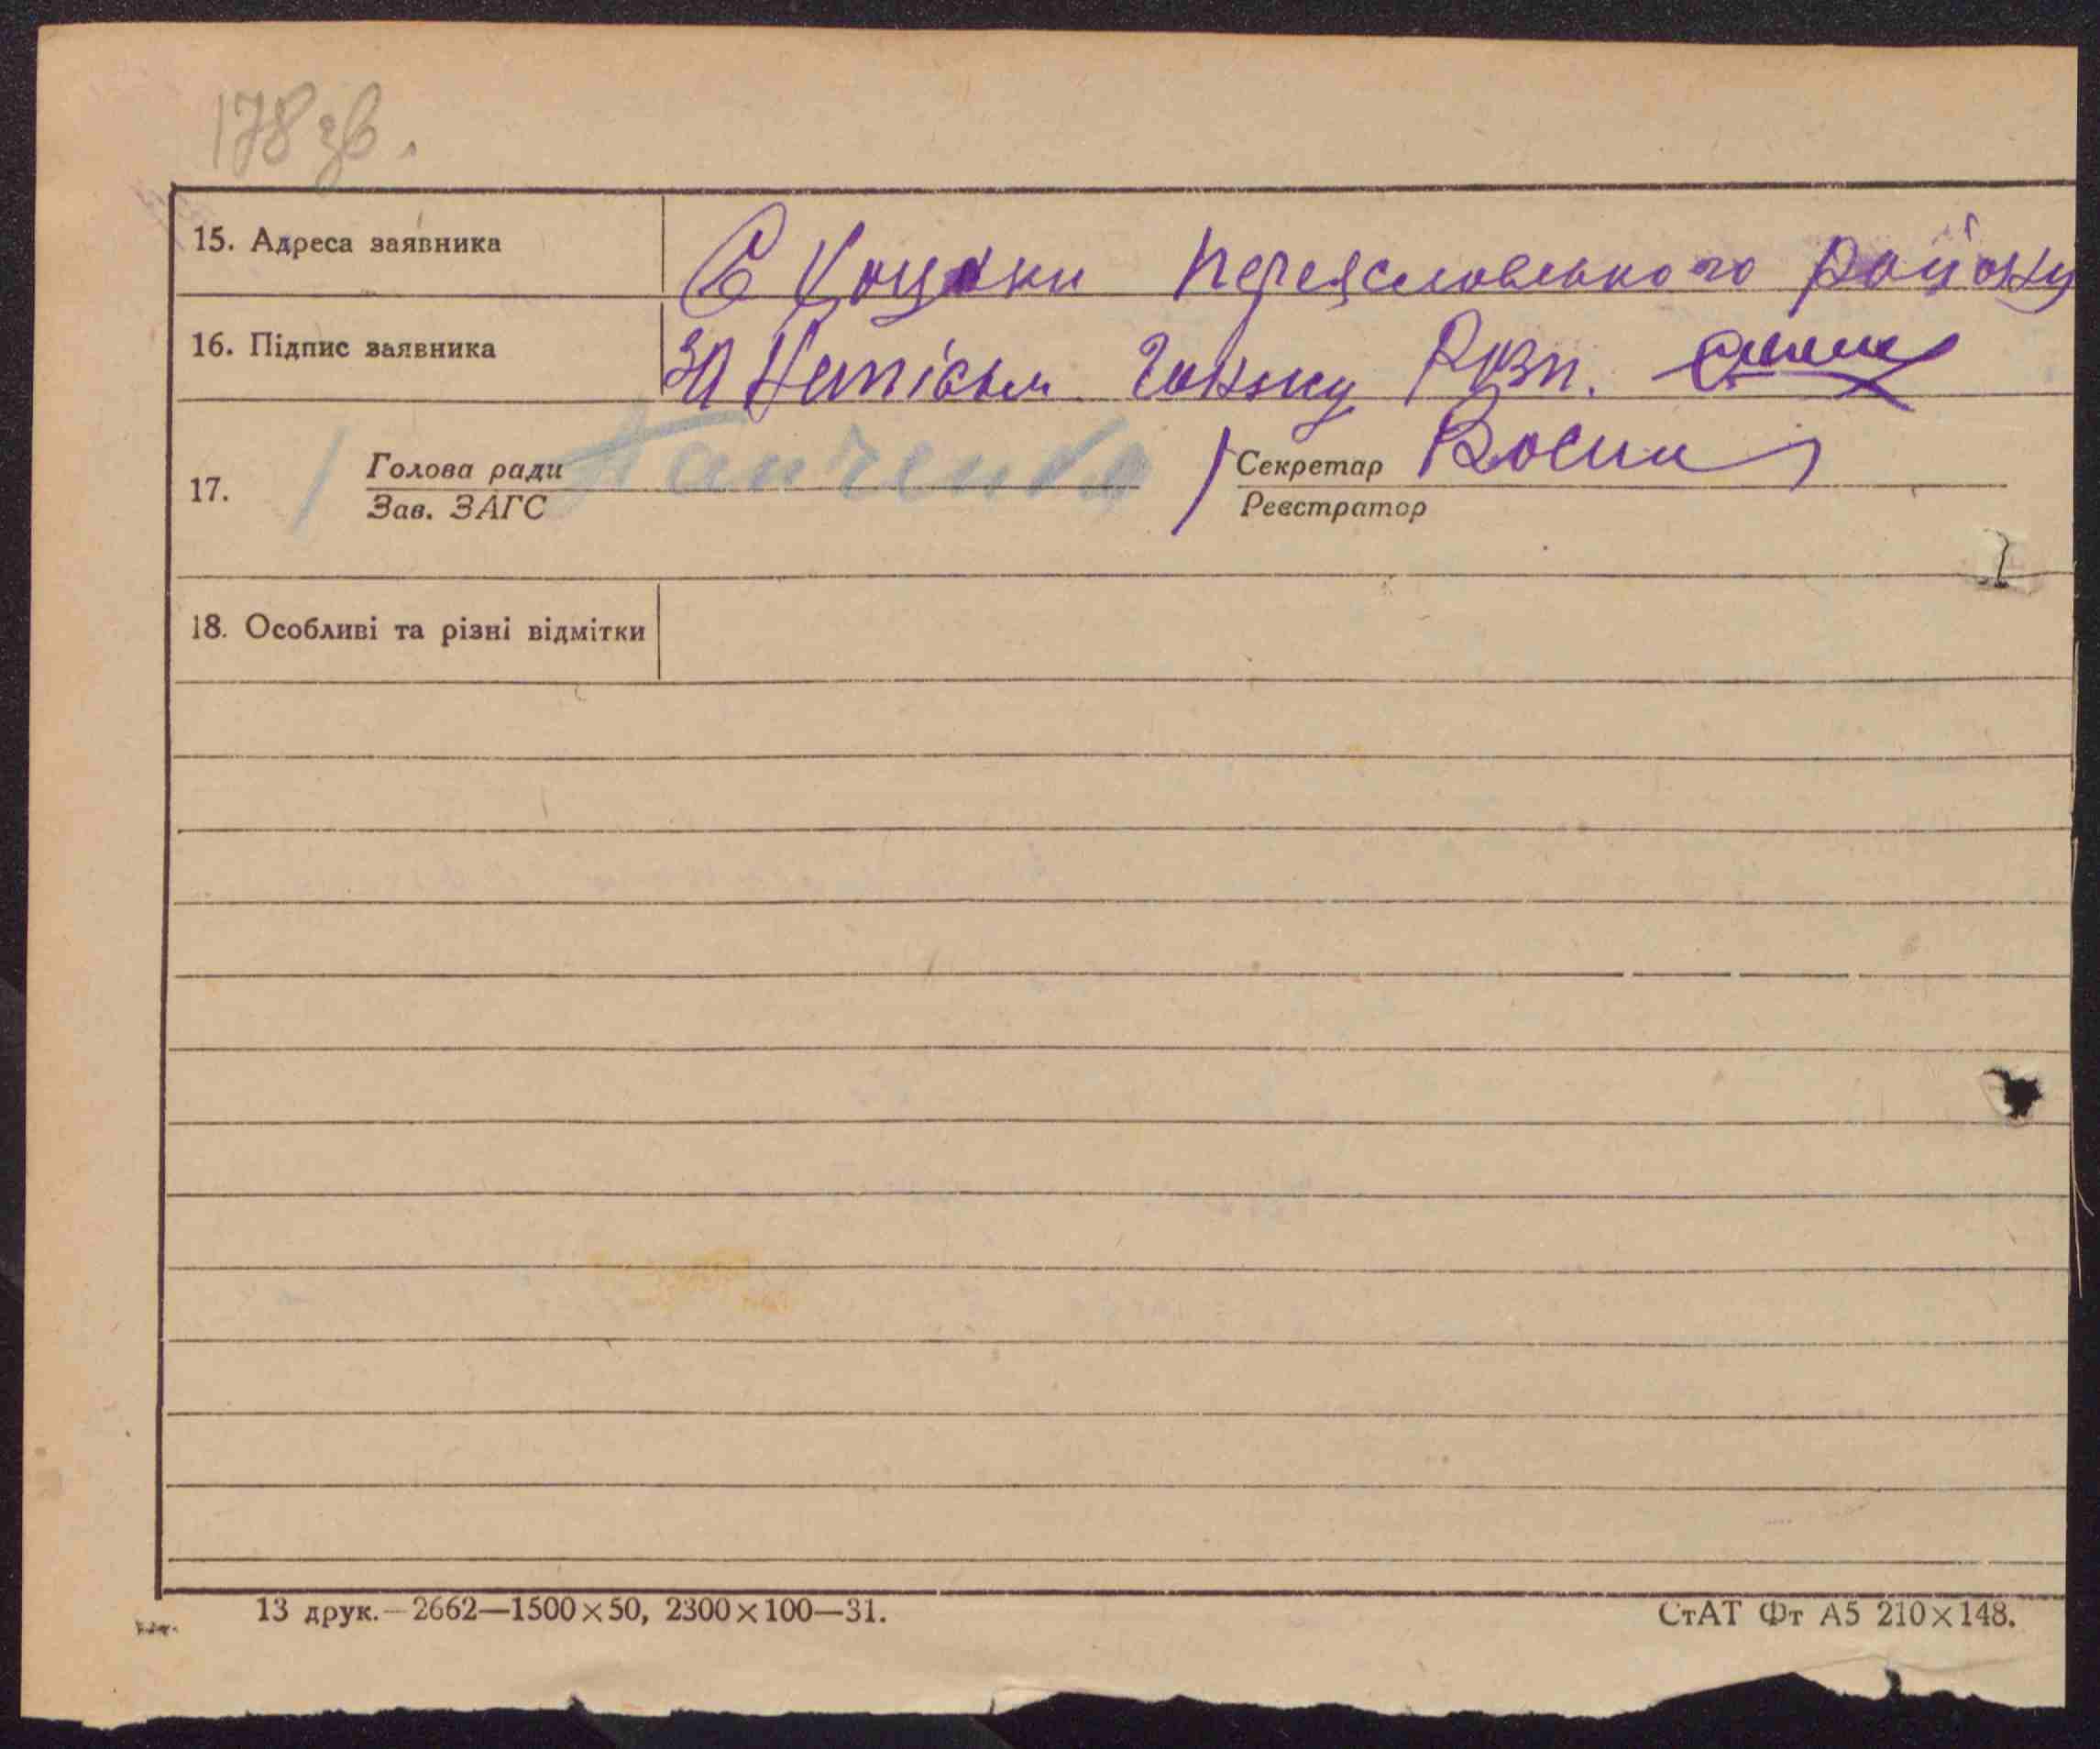 178 зв.
15. Адреса заявника С Коцюки Переяславського району
16. Підпис заявника За Неписьм. Розп.
17. Голова ради Панченко Секретар
Зав. ЗАГС Реєстратор
18. Особливі та різні відмітки
13 друк.—2662—1500×50, 2300×100—31.
СтАТ Фт А5 210×148.